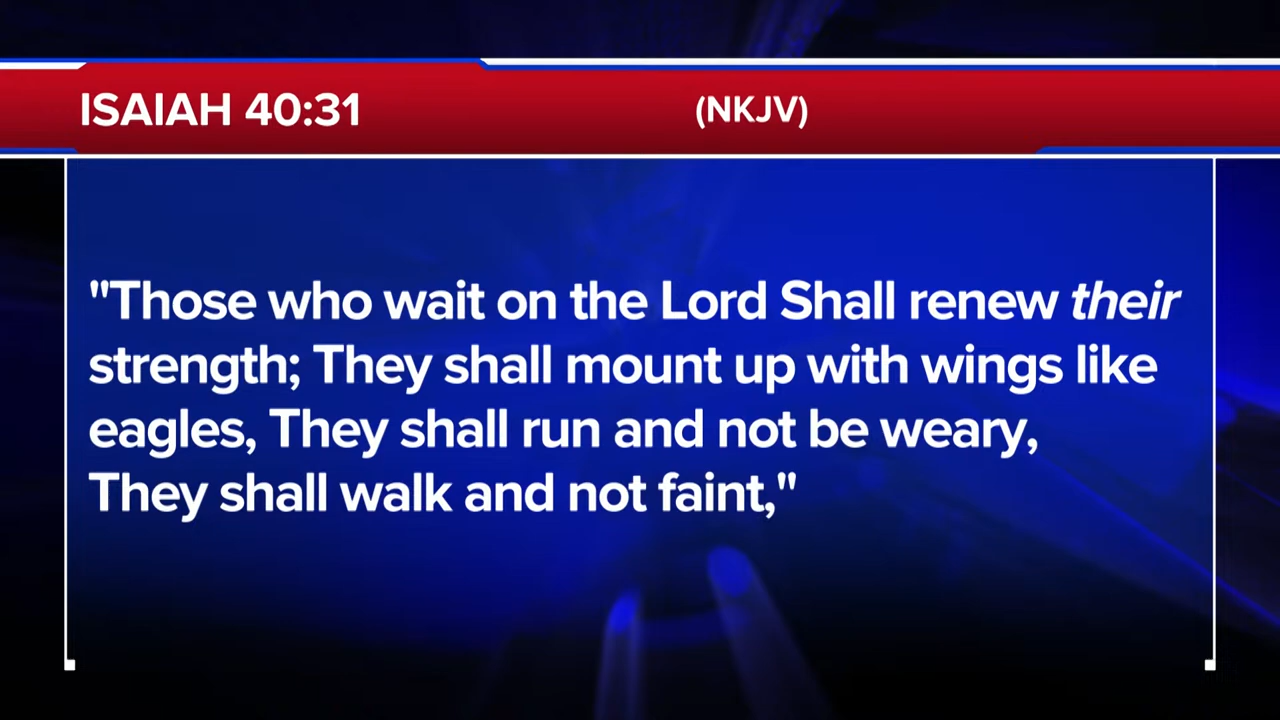 ISAIAH 40:31 (NKJV)
"Those who wait on the Lord Shall renew their
strength; They shall mount up with wings like
eagles, They shall run and not be weary,
They shall walk and not faint,"